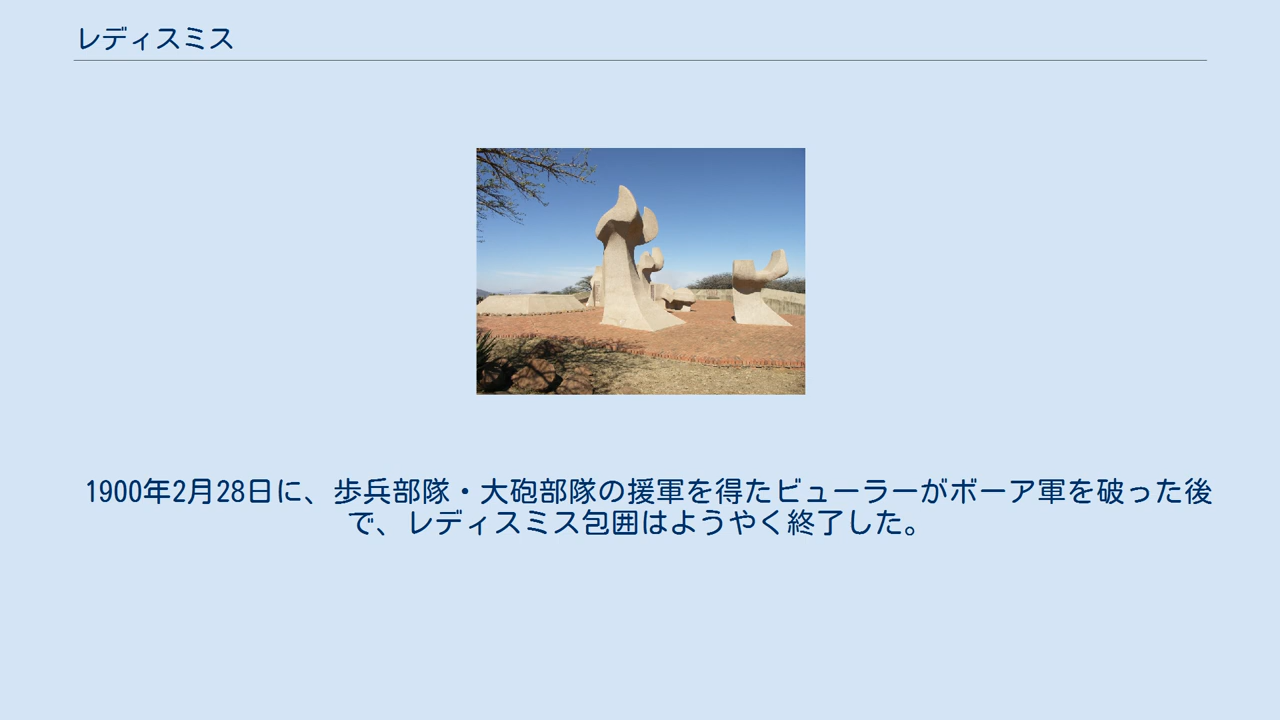 レディスミス
1900年2月28日に、歩兵部隊・大砲部隊の援軍を得たビューラーがボーア軍を破った後
で、レディスミス包囲はようやく終了した。